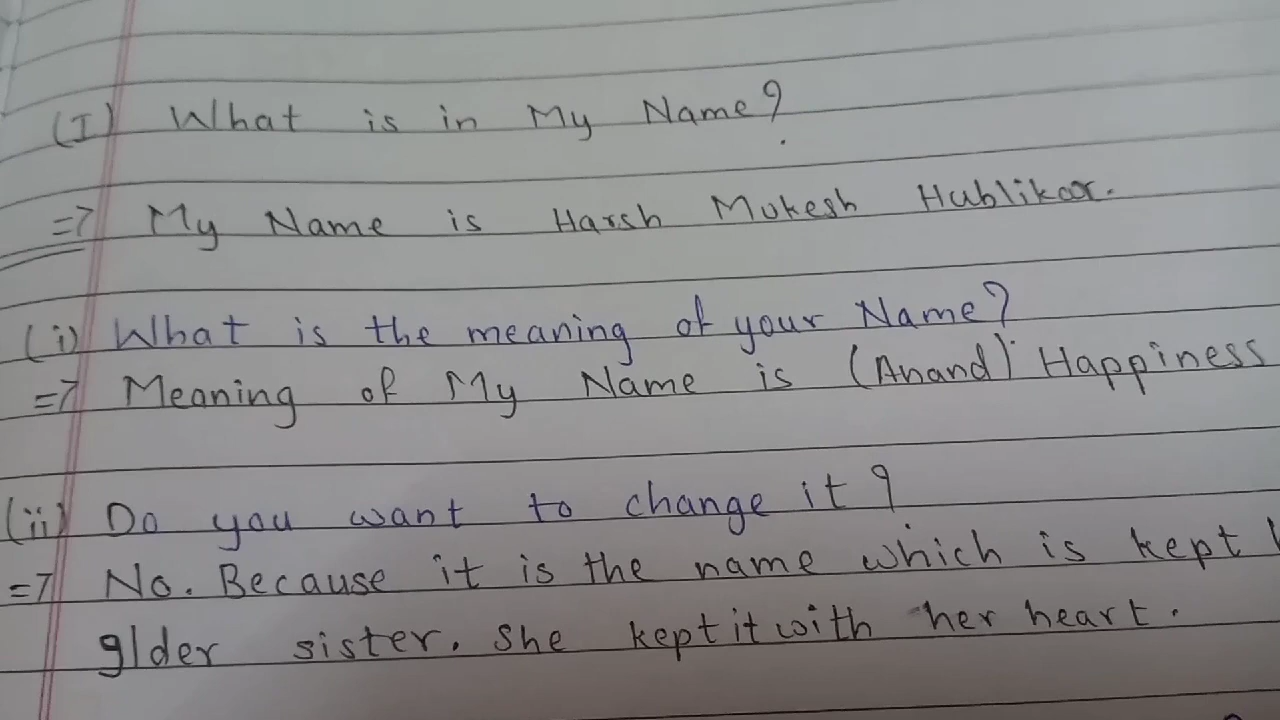 (I) What is in My Name?
=> My Name is Harsh Mukesh Hublikar.
(i) What is the meaning of your Name?
=> Meaning of My Name is (Anand) Happiness
(ii) Do you want to change it?
=> No. Because it is the name which is kept
glder sister. She kept it with her heart.